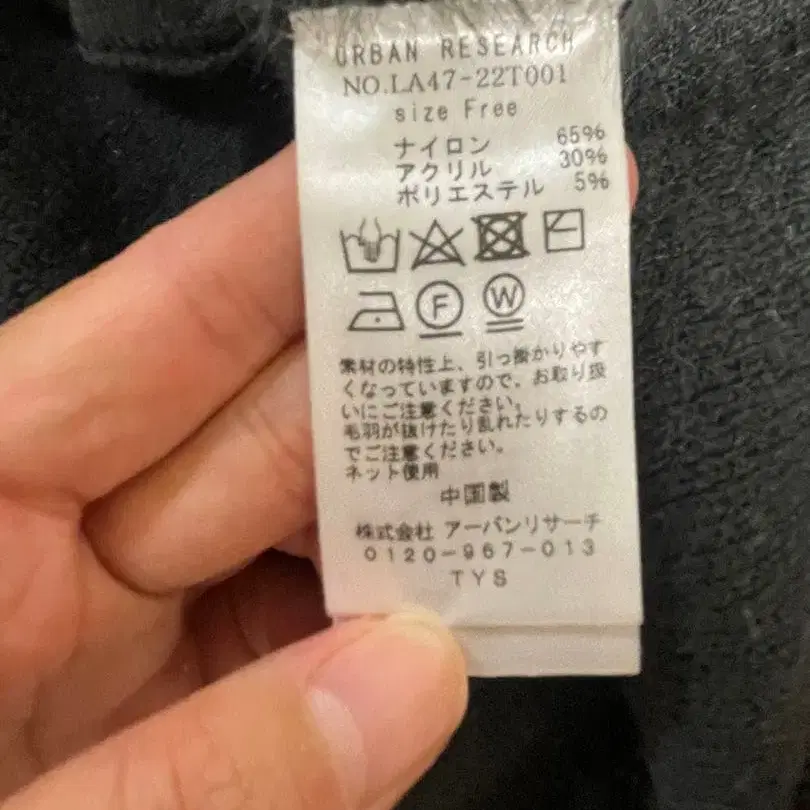 URBAN RESEARCH
NO.LA47-22T001
size Free
ナイロン 65%
アクリル 30%
ポリエステル 5%
F W
素材の特性上、引っ掛かりやす
くなっていますので、お取り扱
いにご注意ください。
毛羽が抜けたり乱れたりするの
でご注意ください。
ネット使用
中国製
株式会社 アーバンリサーチ
0120-967-013
TYS